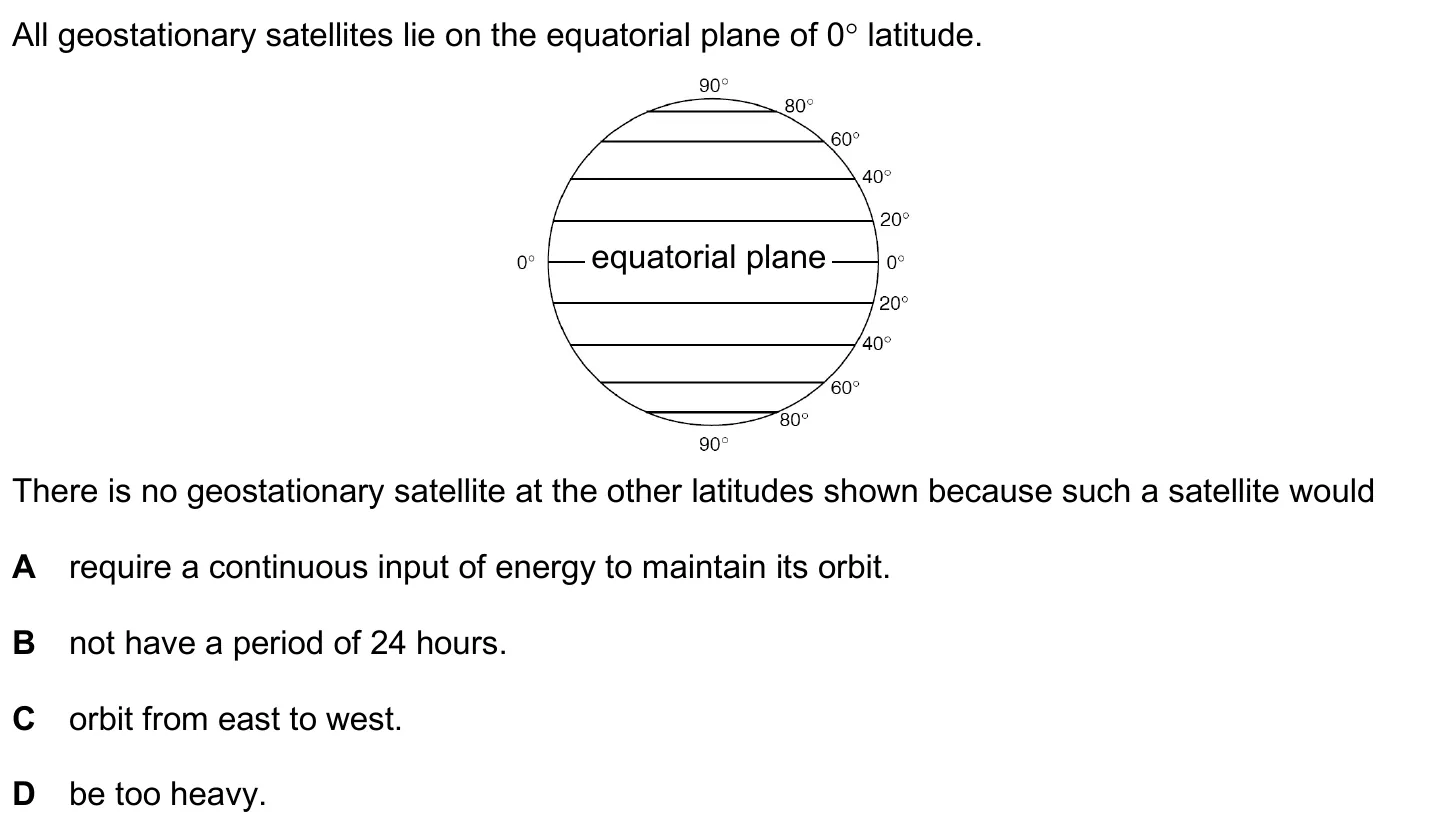 All geostationary satellites lie on the equatorial plane of 0° latitude.
90°
80°
60°
40°
20°
0° equatorial plane 0°
20°
40°
60°
80°
90°
There is no geostationary satellite at the other latitudes shown because such a satellite would
A require a continuous input of energy to maintain its orbit.
B not have a period of 24 hours.
C orbit from east to west.
D be too heavy.